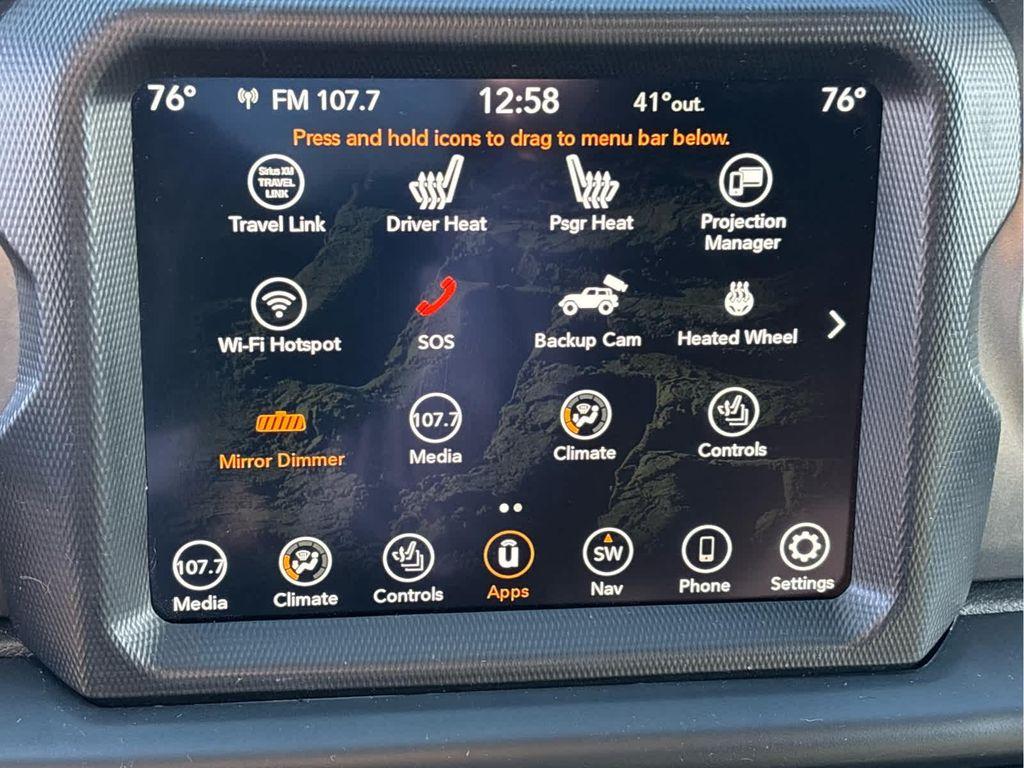 76° FM 107.7 12:58 41°out. 76°
Press and hold icons to drag to menu bar below.
Sirius XM
TRAVEL
LINK
Travel Link
Driver Heat
Psgr Heat
Projection
Manager
Wi-Fi Hotspot
SOS
Backup Cam
Heated Wheel
Mirror Dimmer
107.7
Media
Climate
Controls
107.7
Media
Climate
Controls
Apps
SW
Nav
Phone
Settings